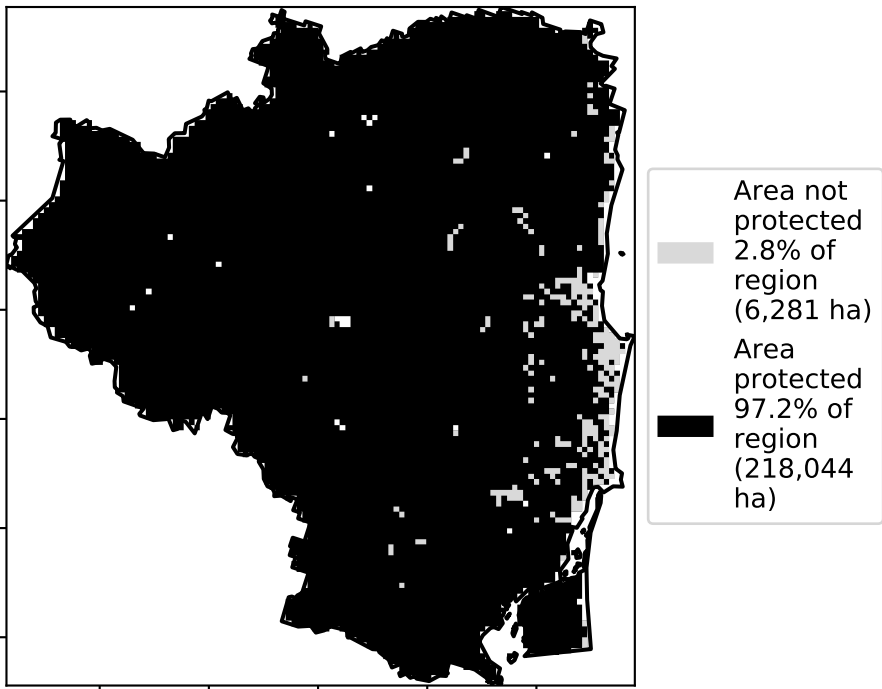 Area not
protected
2.8% of
region
(6,281 ha)
Area
protected
97.2% of
region
(218,044
ha)